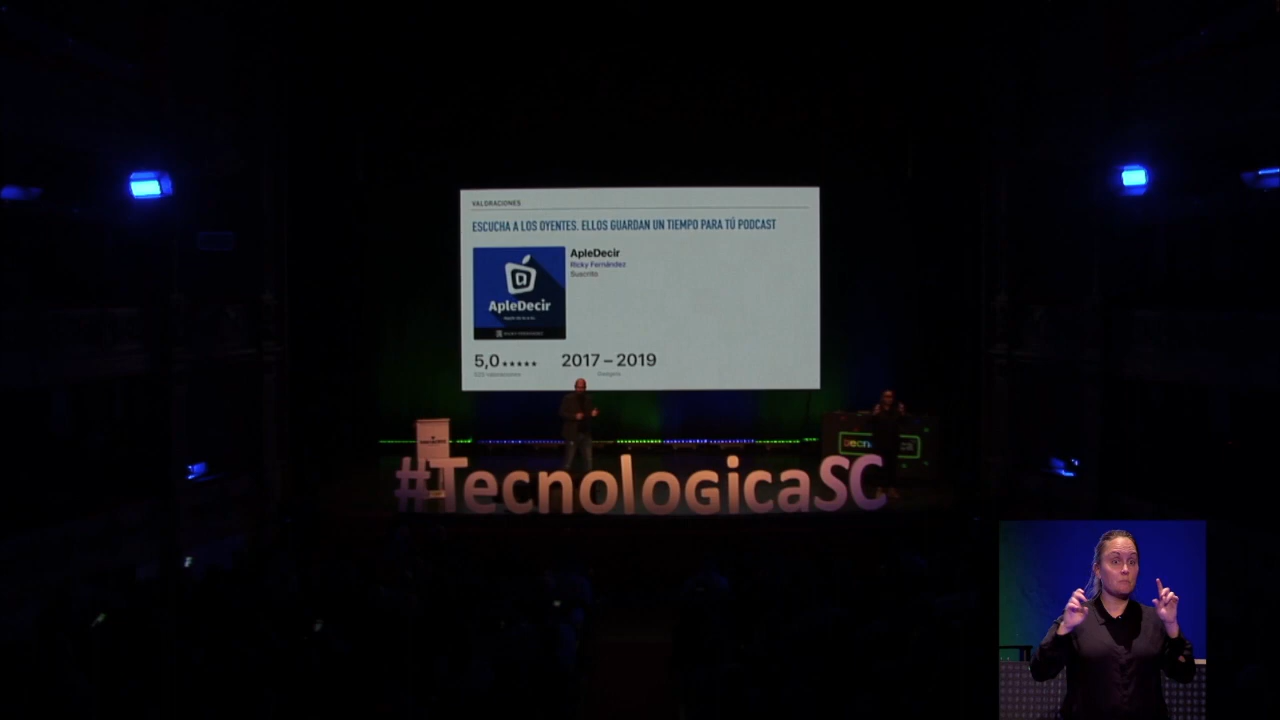 VALORACIONES
ESCUCHA A LOS OYENTES. ELLOS GUARDAN UN TIEMPO PARA TÚ PODCAST
ApleDecir
Ricky Fernández
Suscrito
ApleDecir
5,0 ★★★★★
2017 – 2019
Gadgets
#TecnologicaSC